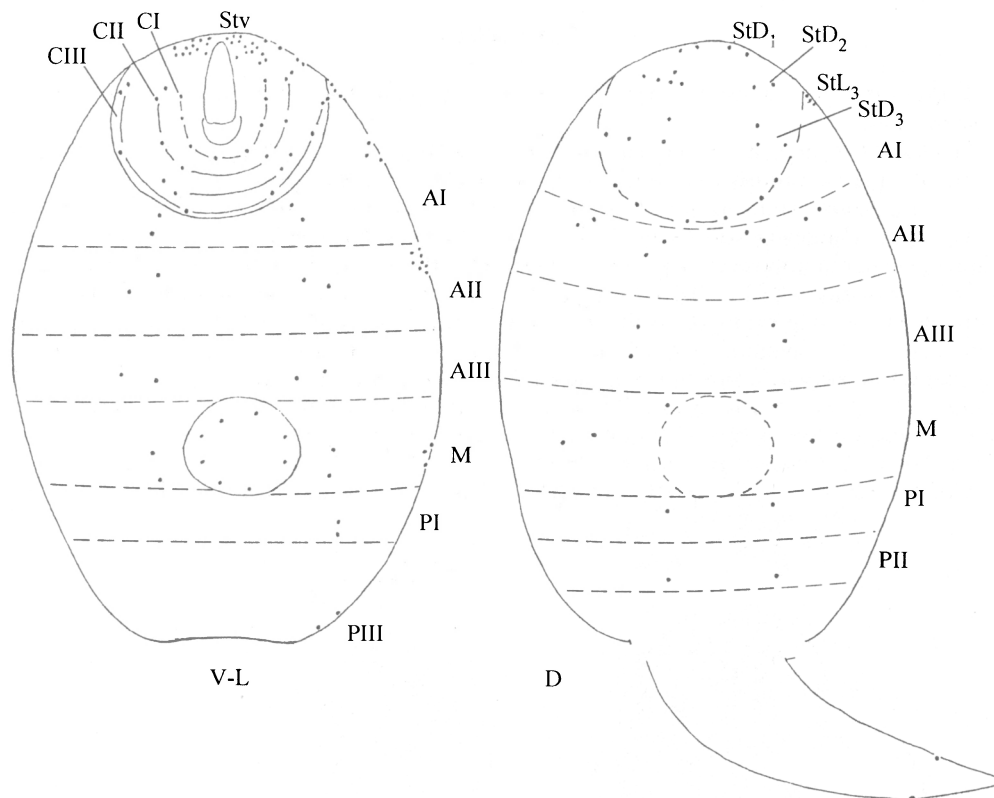 CIII
CII
CI
Stv
AI
AII
AIII
M
PI
PIII
V-L
StD1
StD2
StL3
StD3
AI
AII
AIII
M
PI
PII
D